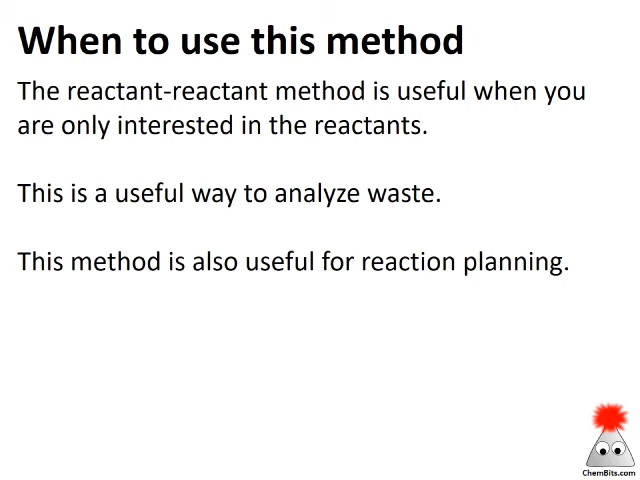 When to use this method
The reactant-reactant method is useful when you
are only interested in the reactants.
This is a useful way to analyze waste.
This method is also useful for reaction planning.
ChemBits.com